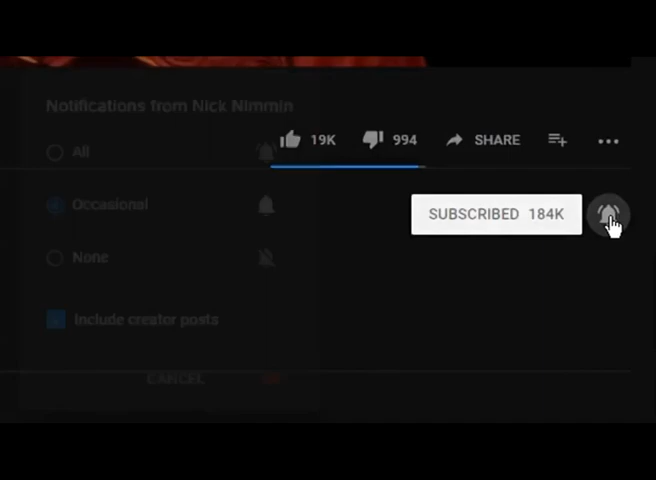 Notifications from Nick Nimmin
19K 994 SHARE
All
Occasional
SUBSCRIBED 184K
None
Include creator posts
CANCEL